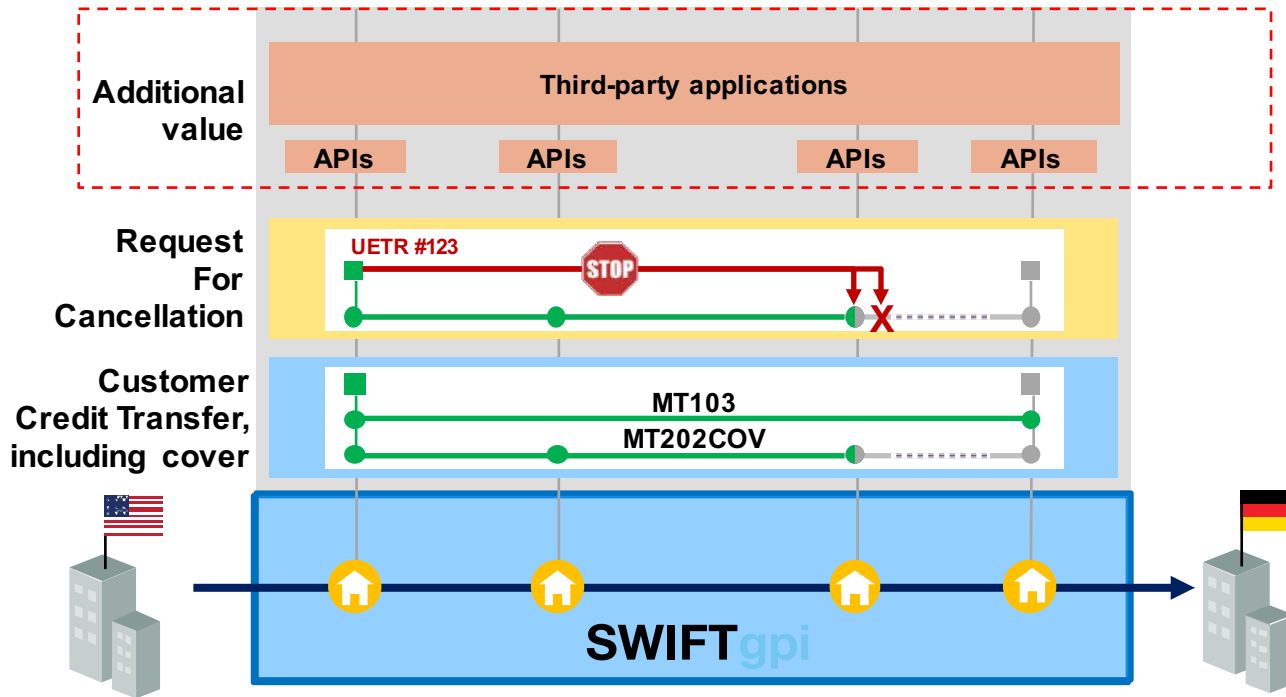 Additional
value
Third-party applications
APIs
APIs
APIs
APIs
Request
For
Cancellation
UETR #123
STOP
X
Customer
Credit Transfer,
including cover
MT103
MT202COV
SWIFTgpi